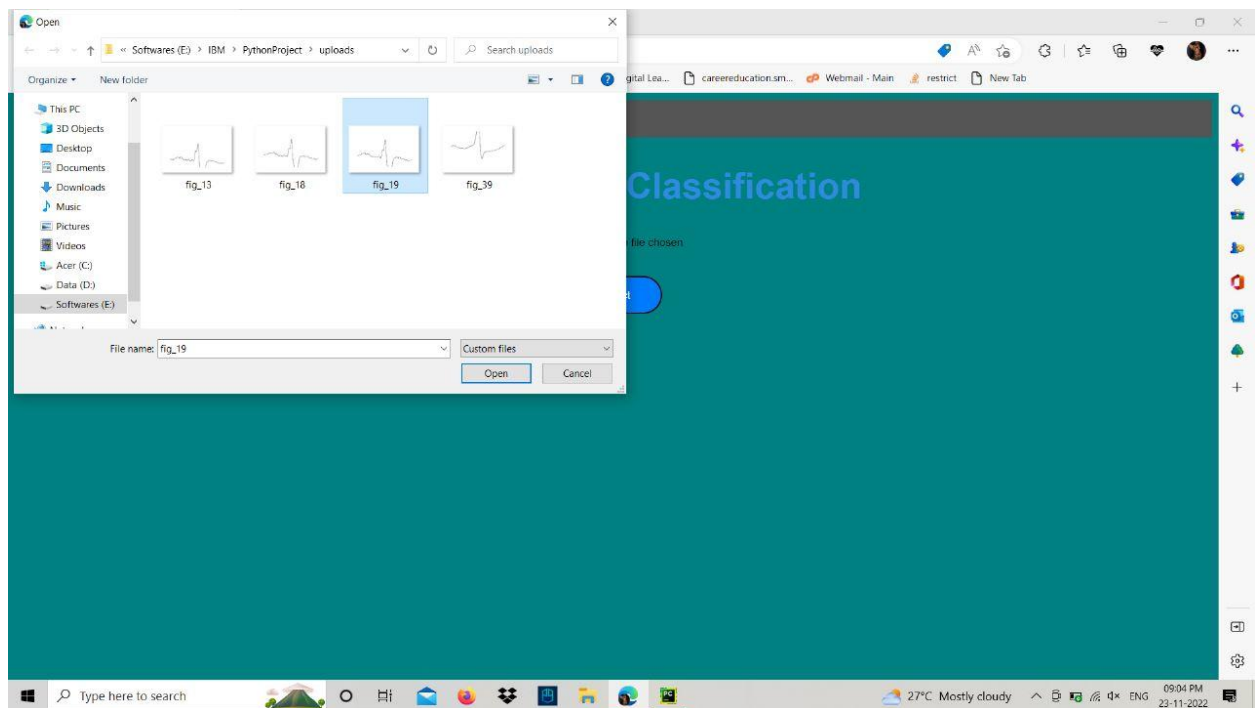 Open
« Softwares (E:) › IBM › PythonProject › uploads
Search uploads
Organize
New folder
This PC
3D Objects
Desktop
Documents
Downloads
Music
Pictures
Videos
Acer (C:)
Data (D:)
Softwares (E:)
fig_13
fig_18
fig_19
fig_39
File name: fig_19
Custom files
Open
Cancel
gital Lea...
careereducation.sm...
Webmail - Main
restrict
New Tab
Classification
file chosen
Type here to search
27°C Mostly cloudy
ENG
09:04 PM
23-11-2022